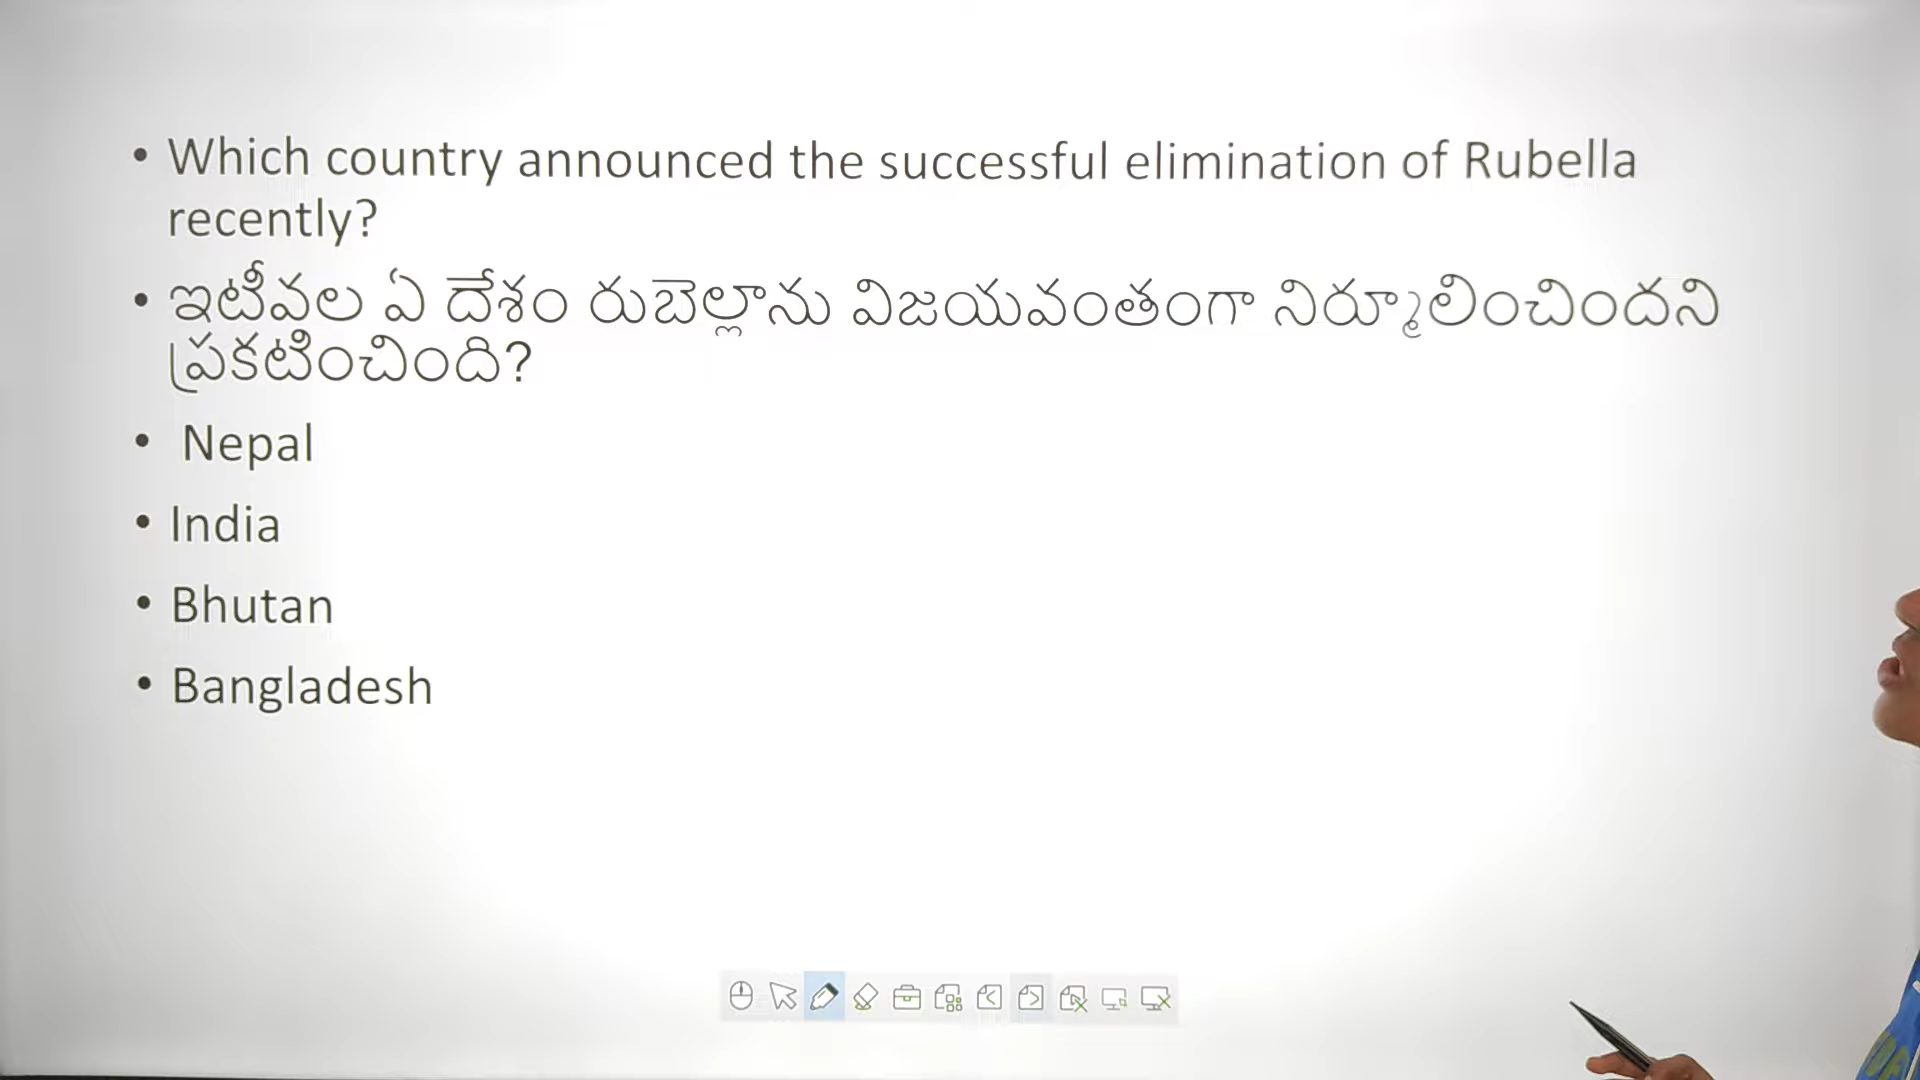 • Which country announced the successful elimination of Rubella
recently?
• ఇటీవల ఏ దేశం రుబెల్లాను విజయవంతంగా నిర్మూలించిందని
ప్రకటించింది?
• Nepal
• India
• Bhutan
• Bangladesh